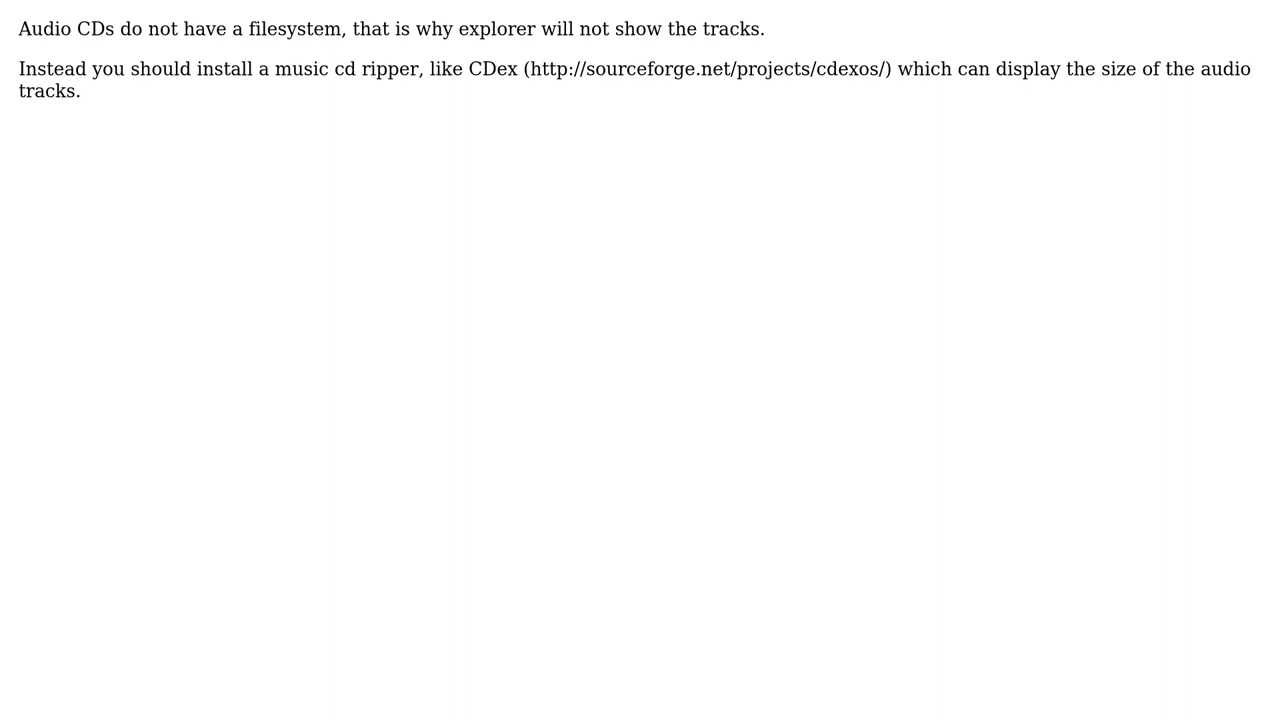 Audio CDs do not have a filesystem, that is why explorer will not show the tracks.
Instead you should install a music cd ripper, like CDex (http://sourceforge.net/projects/cdexos/) which can display the size of the audio
tracks.